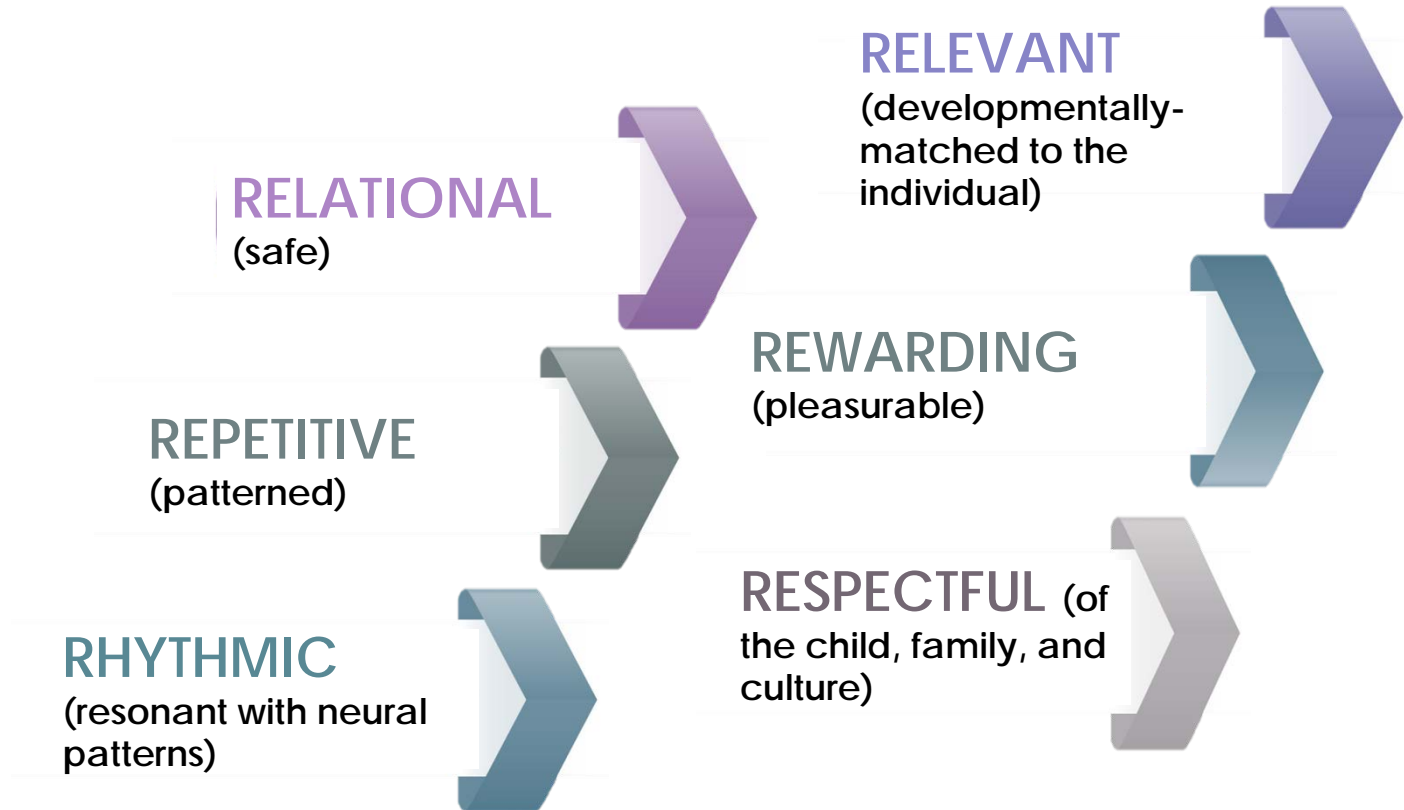 RELEVANT
(developmentally-
matched to the
individual)
RELATIONAL
(safe)
REWARDING
(pleasurable)
REPETITIVE
(patterned)
RESPECTFUL (of
the child, family, and
culture)
RHYTHMIC
(resonant with neural
patterns)